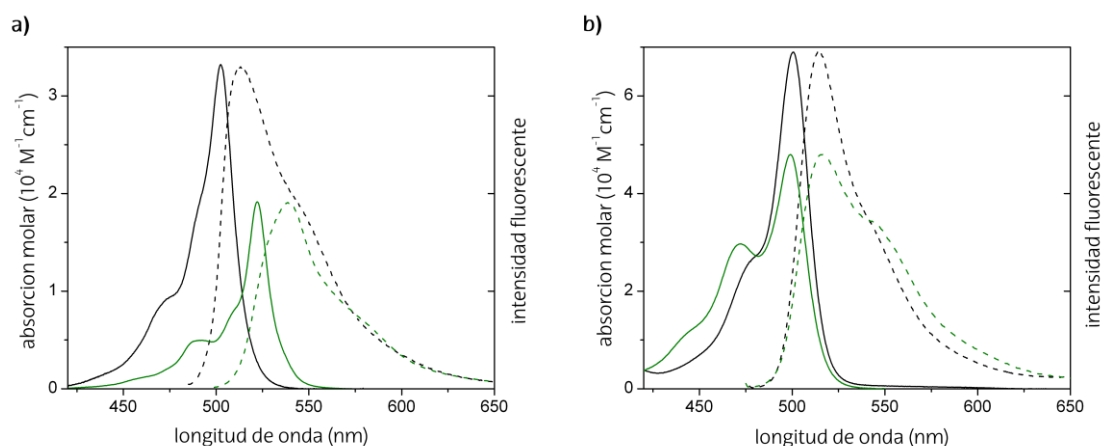 a)
absorcion molar (10⁴ M⁻¹cm⁻¹)
3
2
1
0
450
500
550
600
650
longitud de onda (nm)
intensidad fluorescente
b)
absorcion molar (10⁴ M⁻¹cm⁻¹)
6
4
2
0
450
500
550
600
650
longitud de onda (nm)
intensidad fluorescente